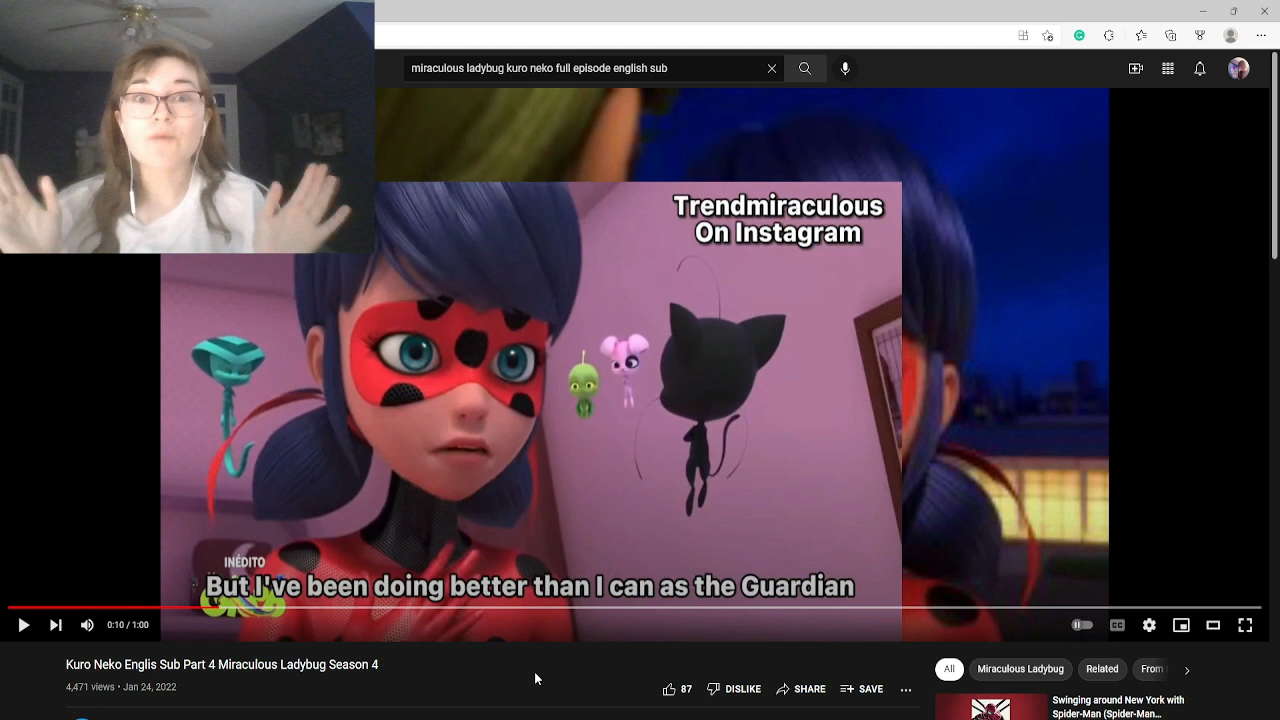 miraculous ladybug kuro neko full episode english sub
Trendmiraculous
On Instagram
INÉDITO
But I've been doing better than I can as the Guardian
0:10 / 1:00
CC
Kuro Neko Englis Sub Part 4 Miraculous Ladybug Season 4
4,471 views • Jan 24, 2022
87
DISLIKE
SHARE
SAVE
All
Miraculous Ladybug
Related
From
Swinging around New York with
Spider-Man (Spider-Man...